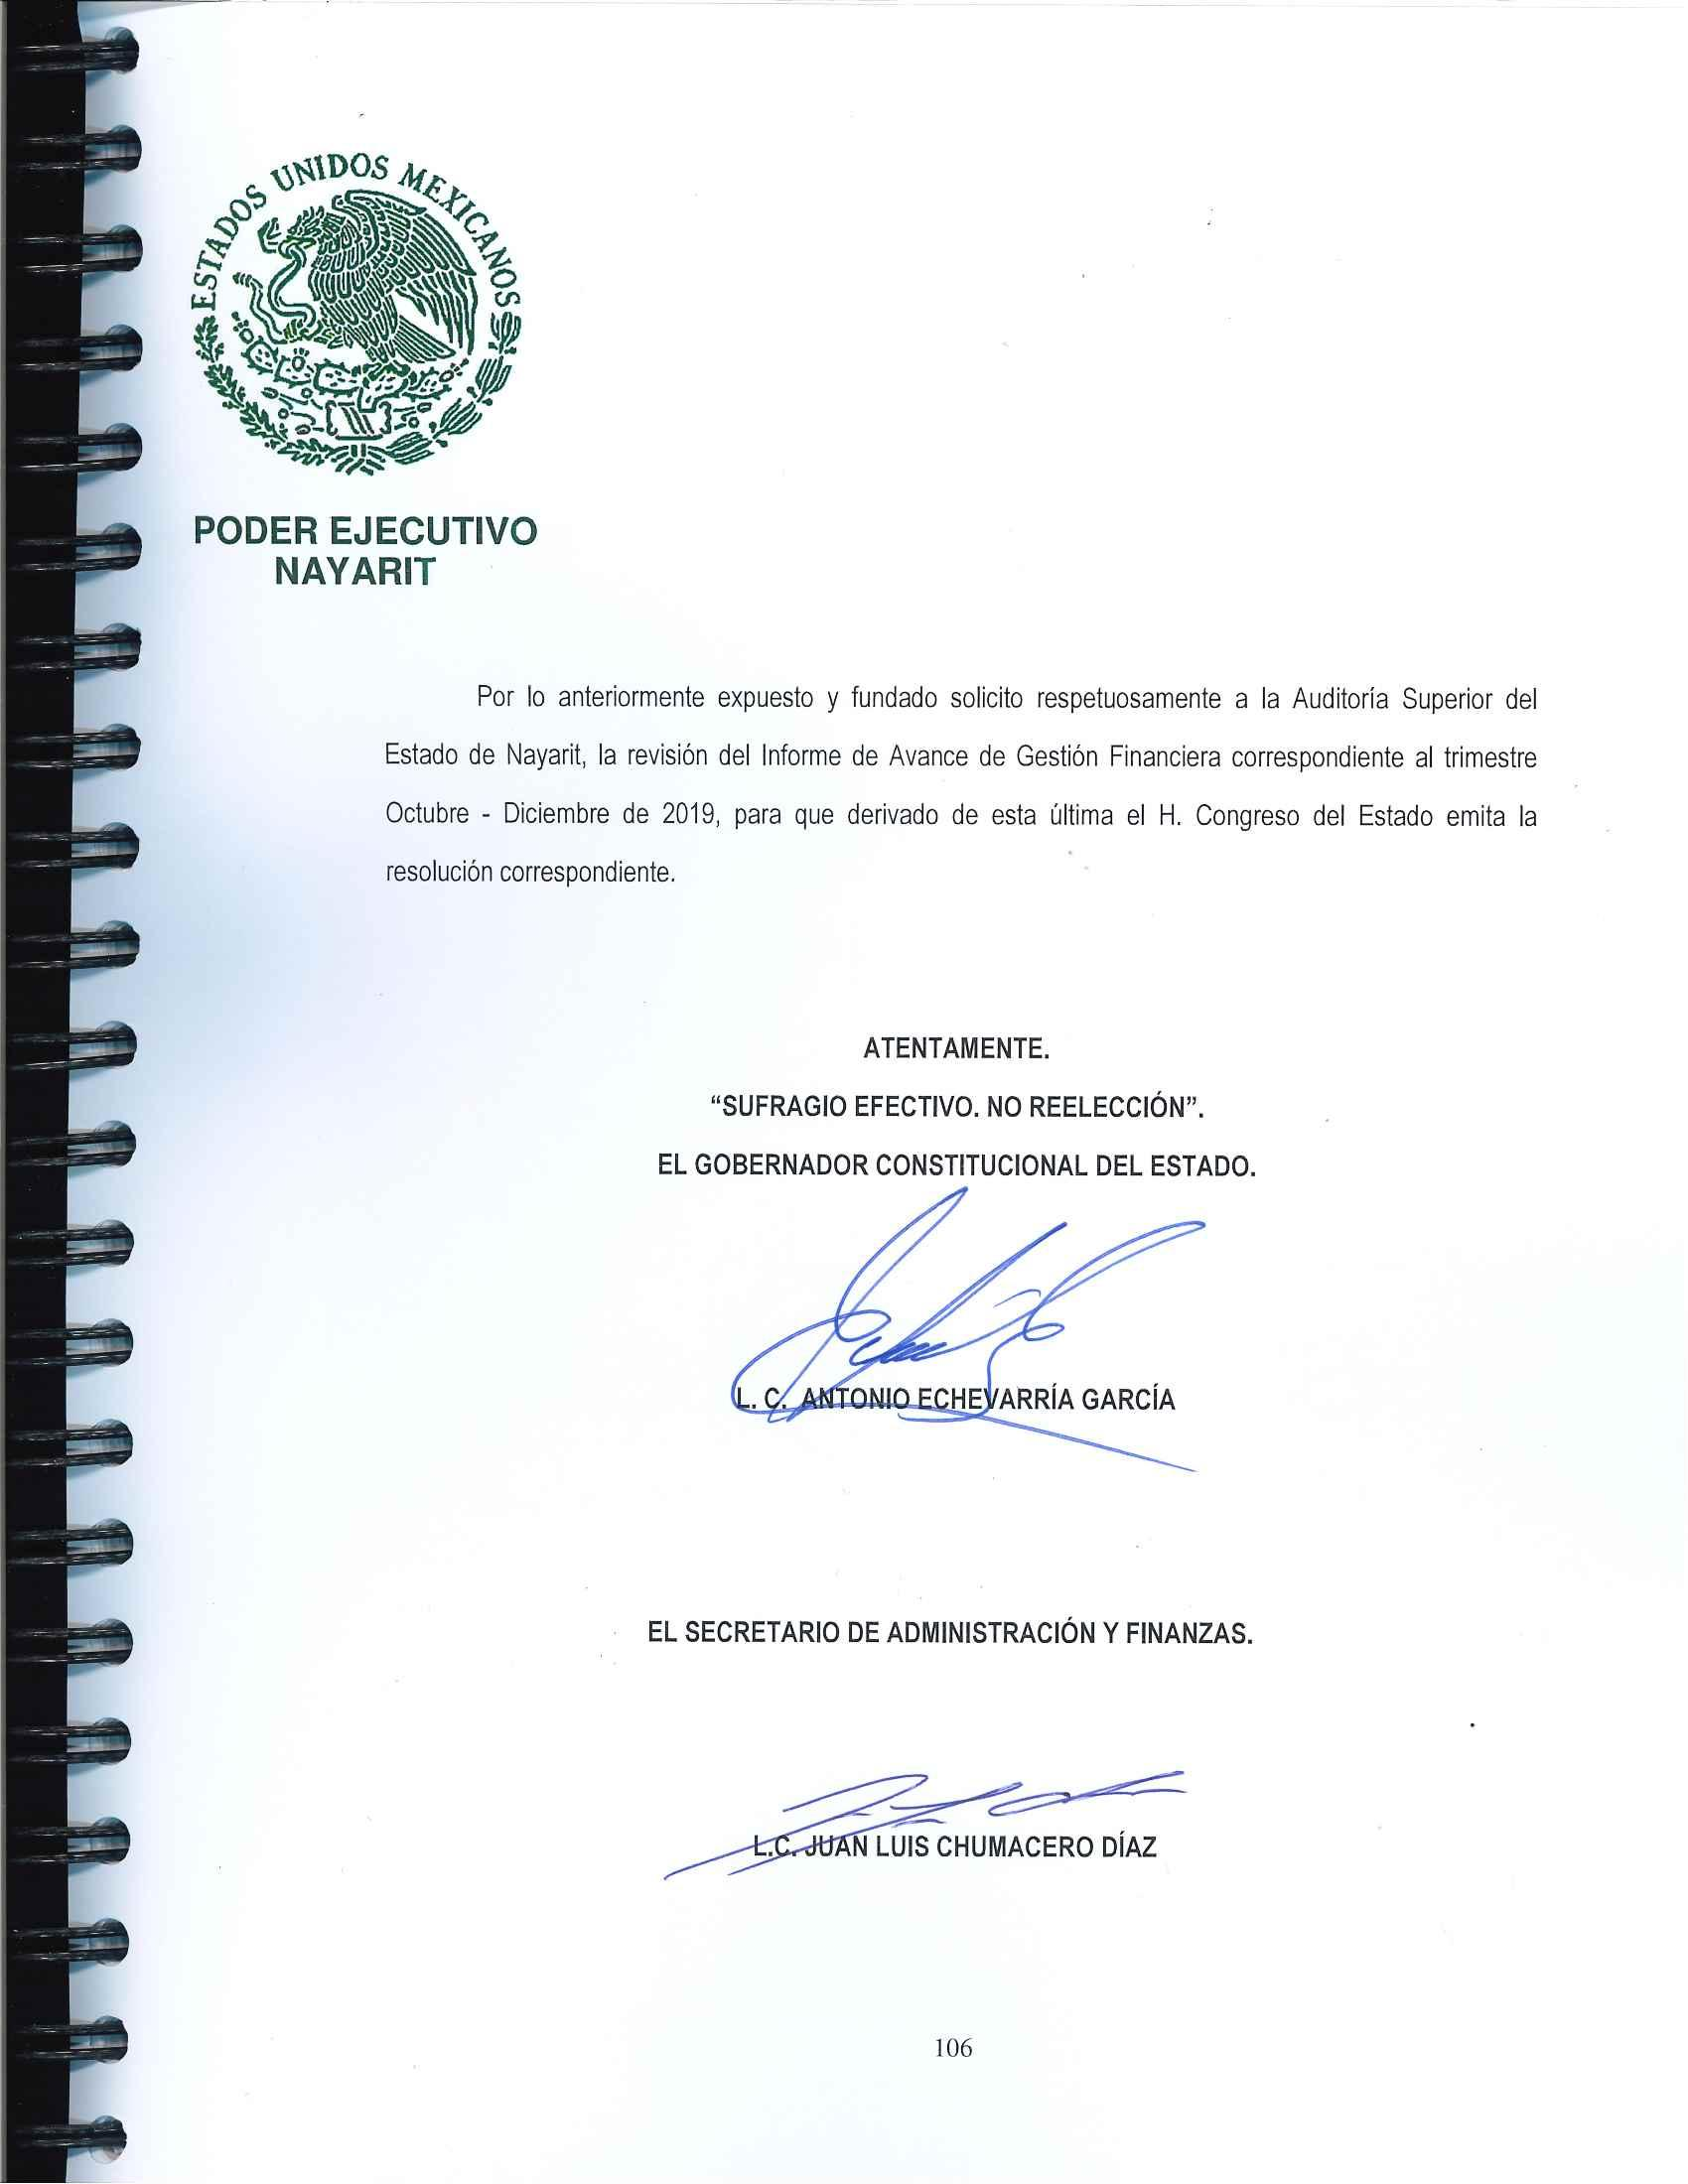 ESTADOS UNIDOS MEXICANOS
PODER EJECUTIVO
NAYARIT
Por lo anteriormente expuesto y fundado solicito respetuosamente a la Auditoría Superior del
Estado de Nayarit, la revisión del Informe de Avance de Gestión Financiera correspondiente al trimestre
Octubre - Diciembre de 2019, para que derivado de esta última el H. Congreso del Estado emita la
resolución correspondiente.
ATENTAMENTE.
“SUFRAGIO EFECTIVO. NO REELECCIÓN”.
EL GOBERNADOR CONSTITUCIONAL DEL ESTADO.
L. C. ANTONIO ECHEVARRÍA GARCÍA
EL SECRETARIO DE ADMINISTRACIÓN Y FINANZAS.
L.C. JUAN LUIS CHUMACERO DÍAZ
106